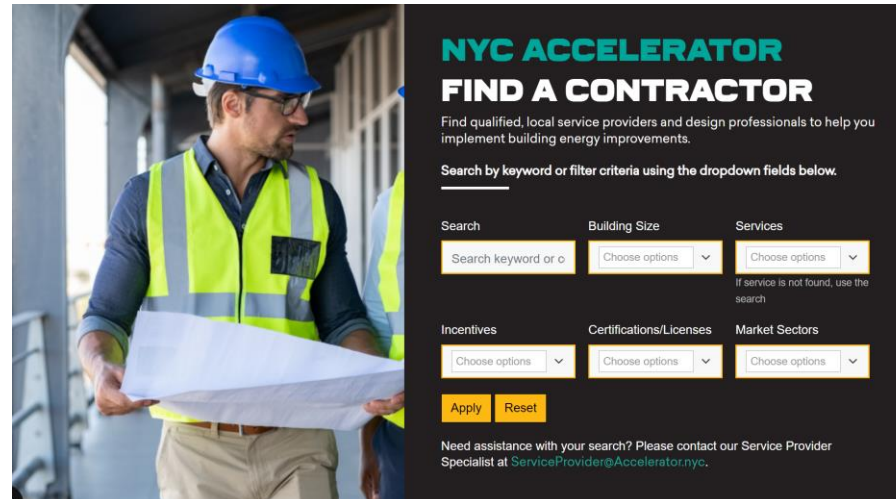 NYC ACCELERATOR
FIND A CONTRACTOR
Find qualified, local service providers and design professionals to help you
implement building energy improvements.
Search by keyword or filter criteria using the dropdown fields below.
Search
Building Size
Services
Search keyword or o
Choose options
Choose options
If service is not found, use the
search
Incentives
Certifications/Licenses
Market Sectors
Choose options
Choose options
Choose options
Apply
Reset
Need assistance with your search? Please contact our Service Provider
Specialist at ServiceProvider@Accelerator.nyc.